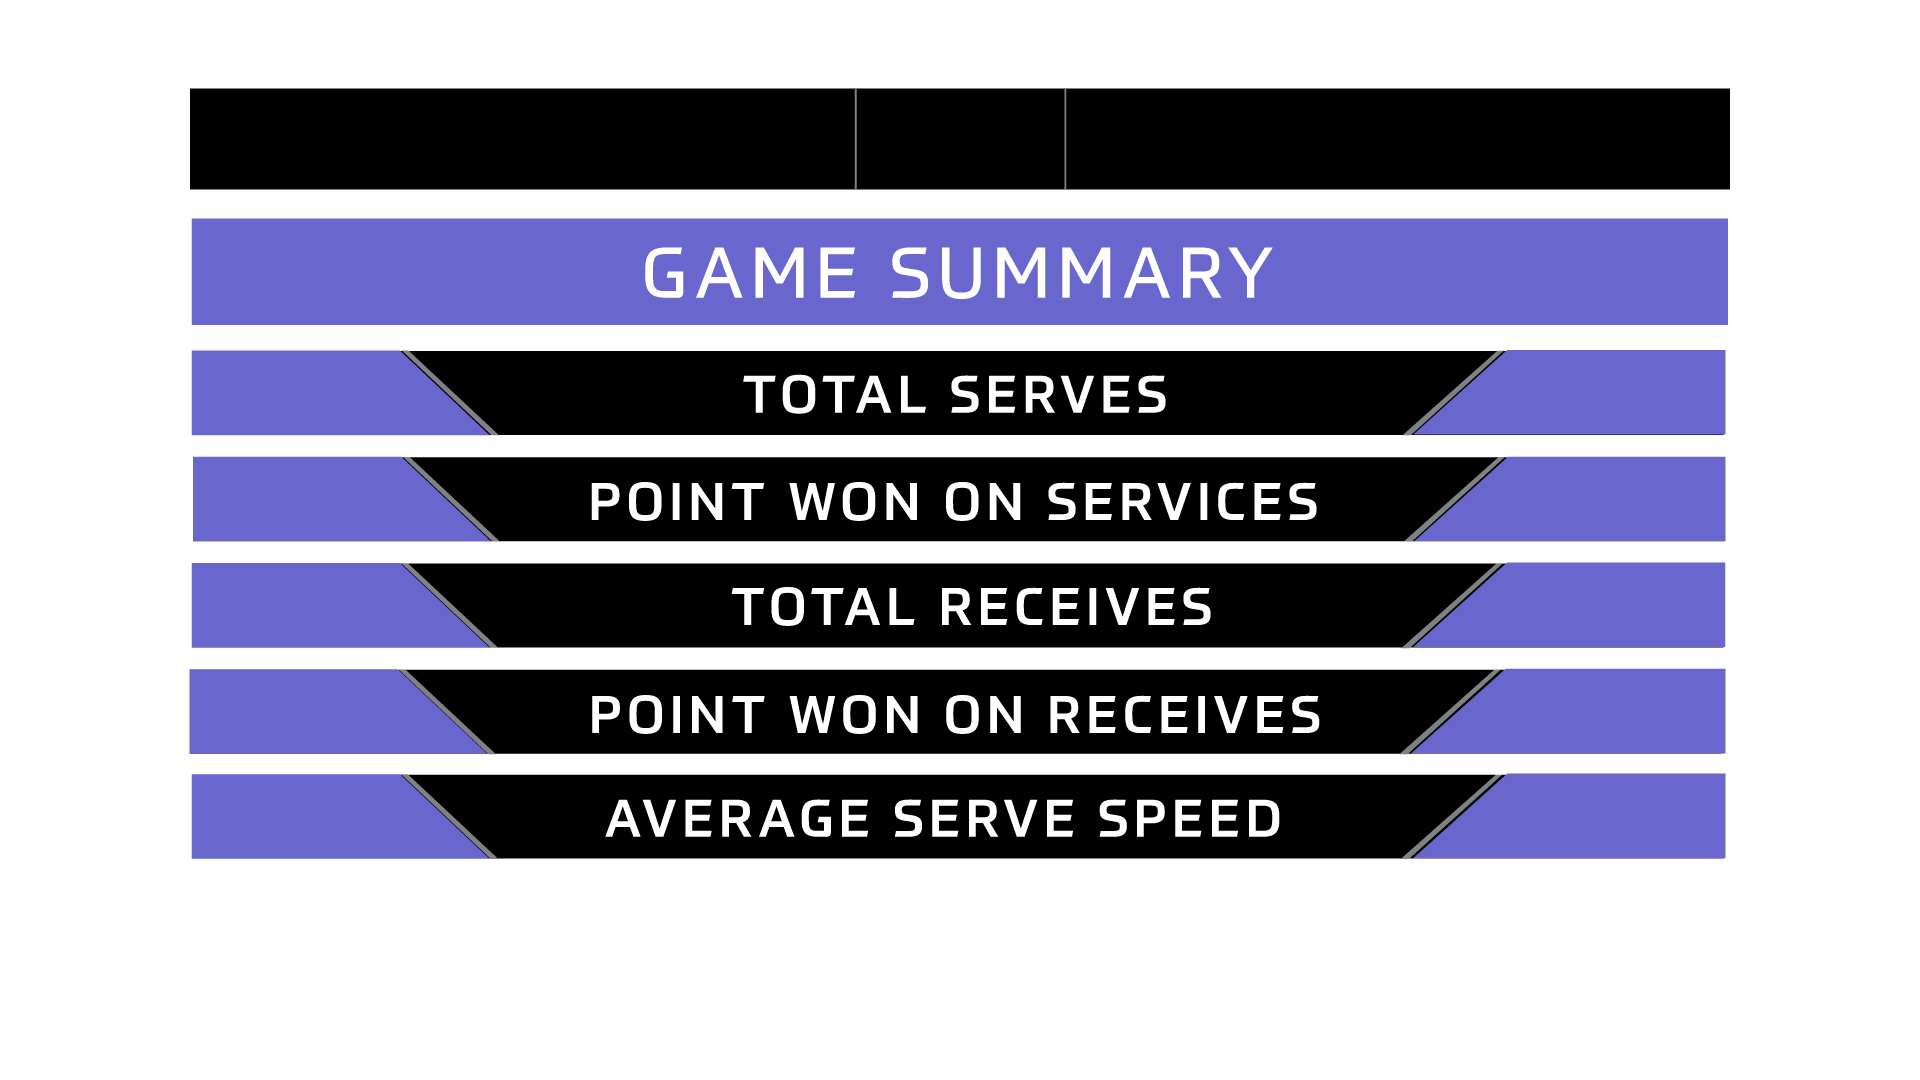 GAME SUMMARY
TOTAL SERVES
POINT WON ON SERVICES
TOTAL RECEIVES
POINT WON ON RECEIVES
AVERAGE SERVE SPEED